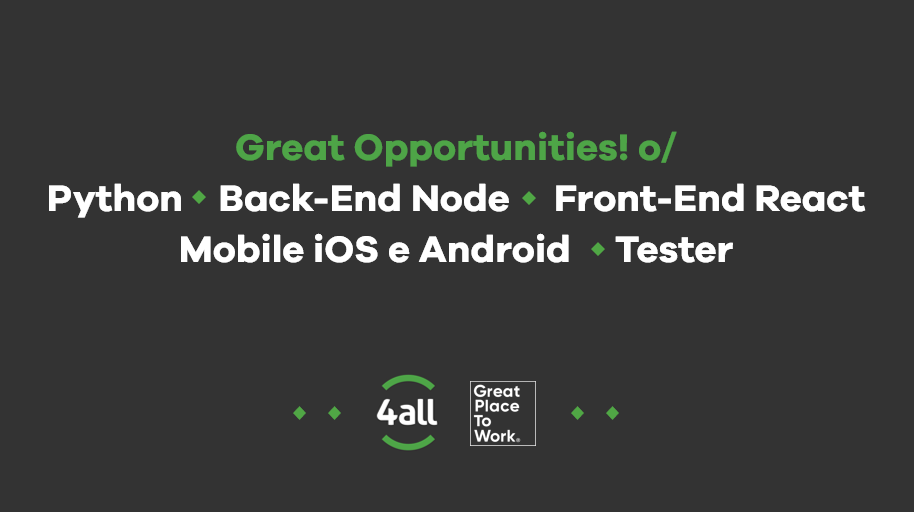 Great Opportunities! o/
Python ◆ Back-End Node ◆ Front-End React
Mobile iOS e Android ◆ Tester
4all
Great
Place
To
Work®